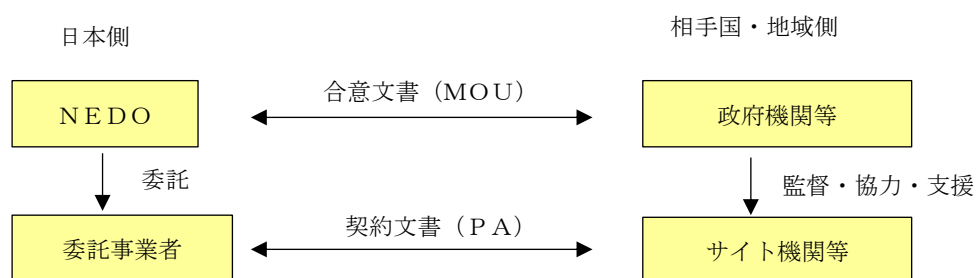 日本側
相手国・地域側
合意文書（ＭＯＵ）
ＮＥＤＯ
政府機関等
委託
監督・協力・支援
契約文書（ＰＡ）
委託事業者
サイト機関等